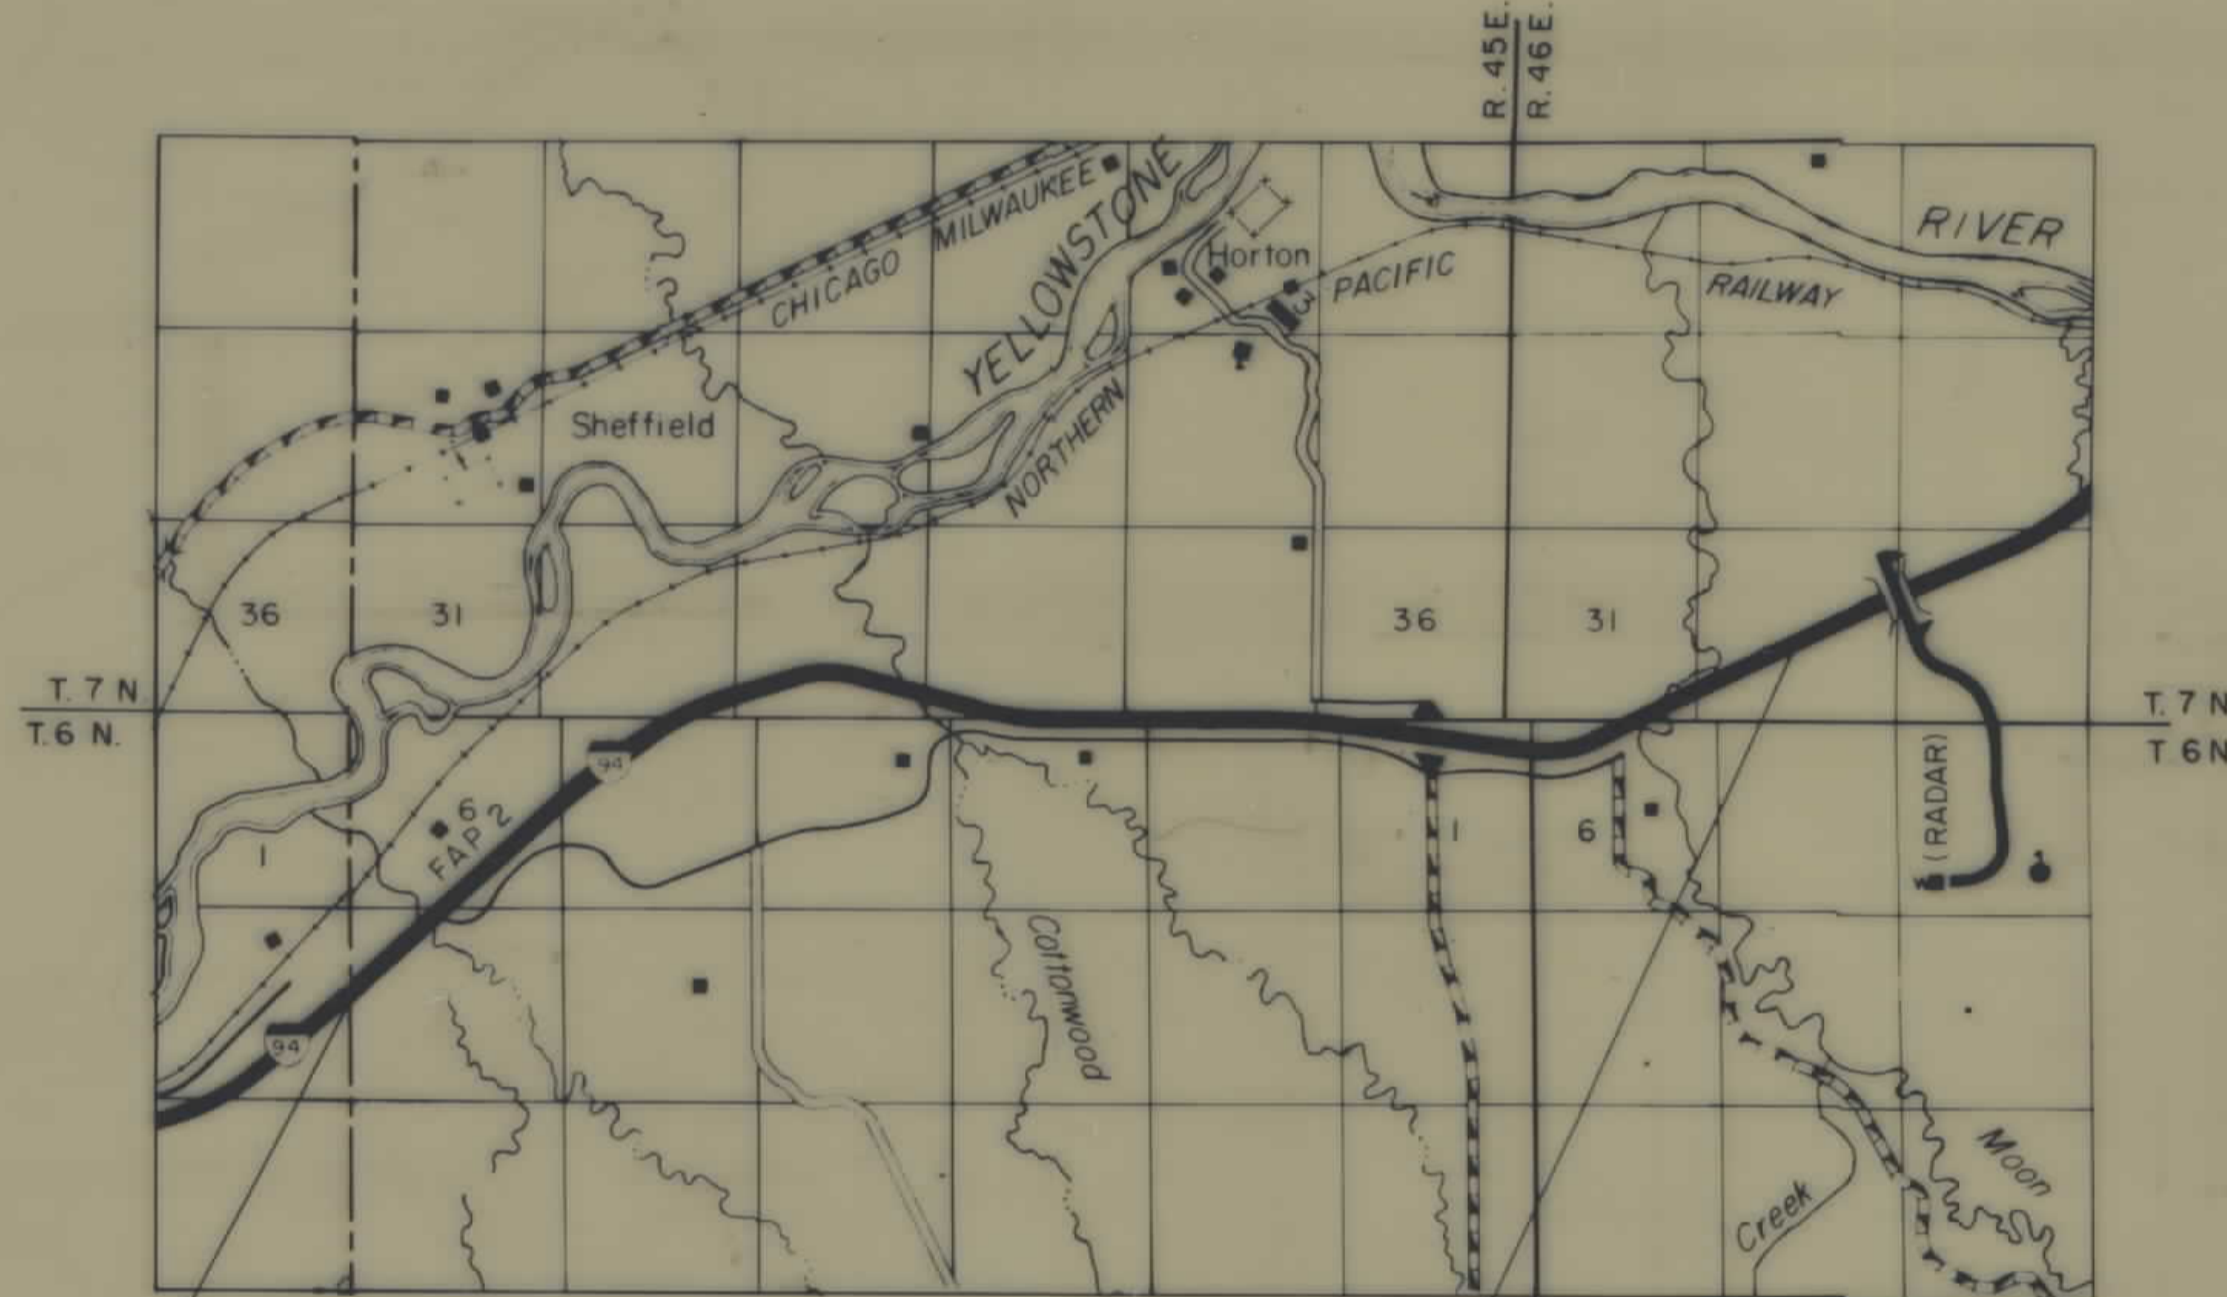 R. 45 E.
R. 46 E.
CHICAGO MILWAUKEE
YELLOWSTONE
RIVER
Horton
3
PACIFIC
RAILWAY
Sheffield
NORTHERN
36
31
36
31
T. 7 N.
T. 6 N.
T. 7 N
T 6 N
94
6
FAP 2
1
1
6
(RADAR)
Cottonwood
94
Moon
Creek